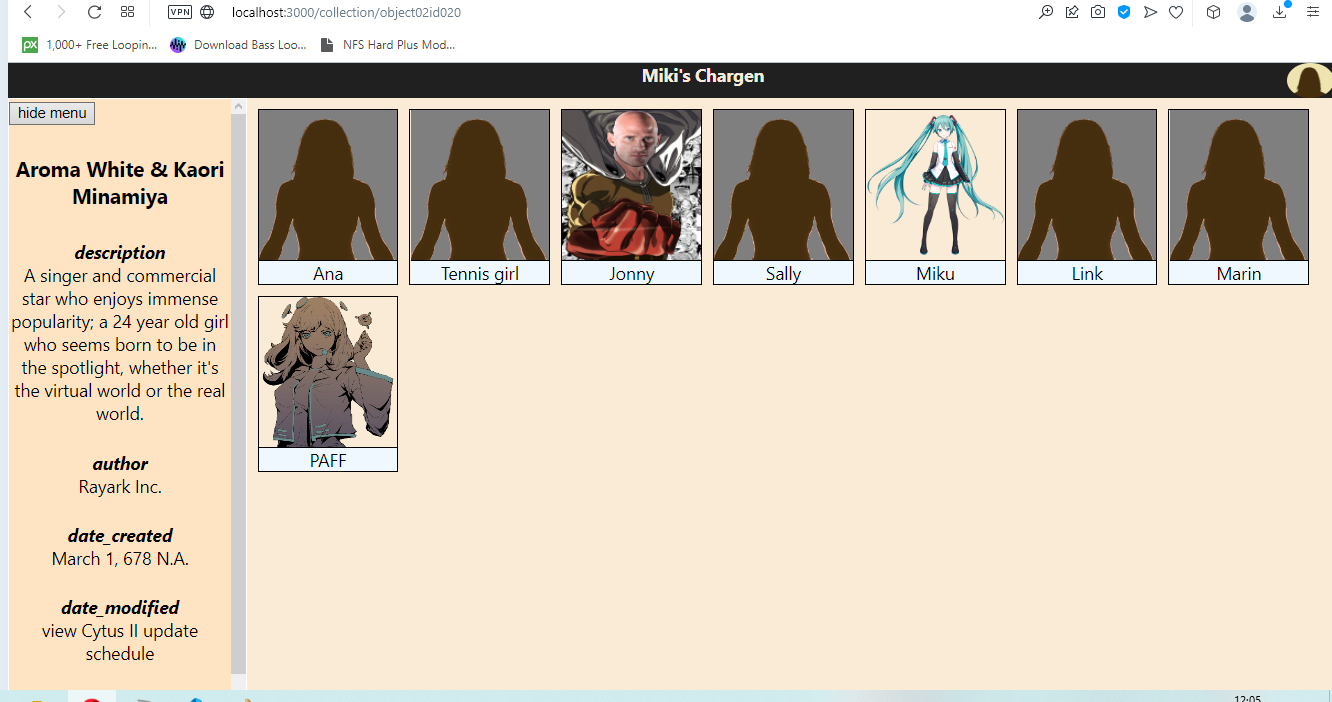 VPN localhost:3000/collection/object02id020
px 1,000+ Free Loopin... Download Bass Loo... NFS Hard Plus Mod...
Miki's Chargen
hide menu
Aroma White & Kaori
Minamiya
description
A singer and commercial
star who enjoys immense
popularity; a 24 year old girl
who seems born to be in
the spotlight, whether it's
the virtual world or the real
world.
author
Rayark Inc.
date_created
March 1, 678 N.A.
date_modified
view Cytus II update
schedule
Ana Tennis girl Jonny Sally Miku Link Marin
PAFF
12:05